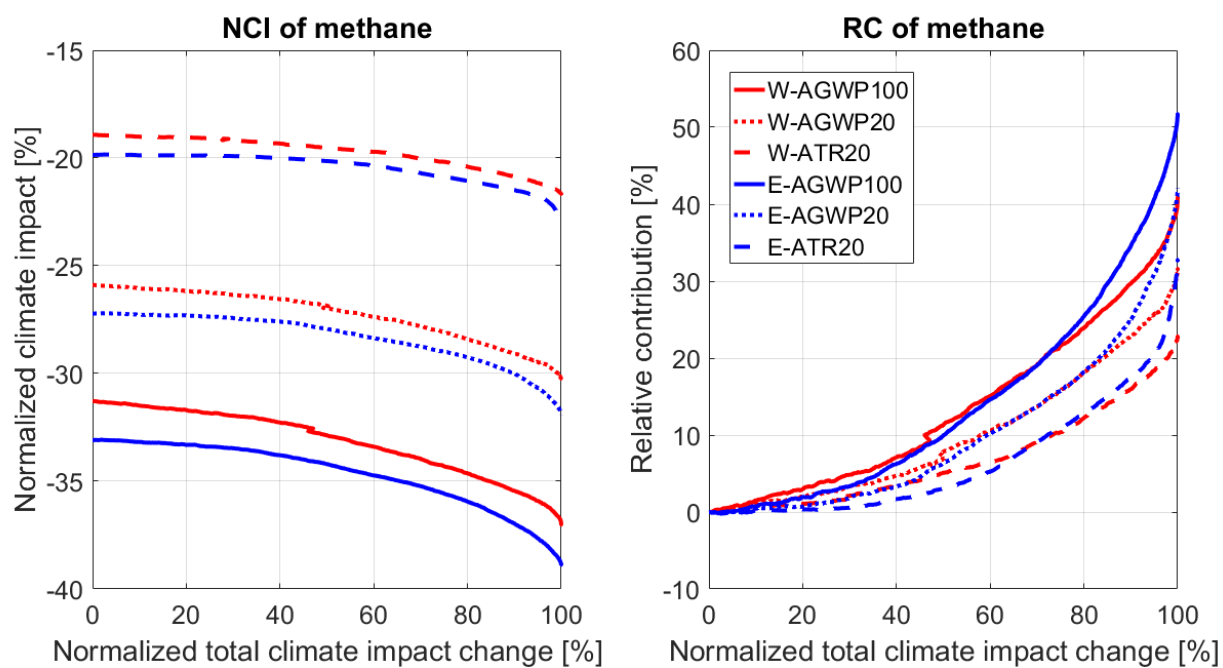 NCI of methane
-15
-20
-25
-30
-35
-40
Normalized climate impact [%]
0 20 40 60 80 100
Normalized total climate impact change [%]
RC of methane
60
50
40
30
20
10
0
-10
Relative contribution [%]
W-AGWP100
W-AGWP20
W-ATR20
E-AGWP100
E-AGWP20
E-ATR20
0 20 40 60 80 100
Normalized total climate impact change [%]